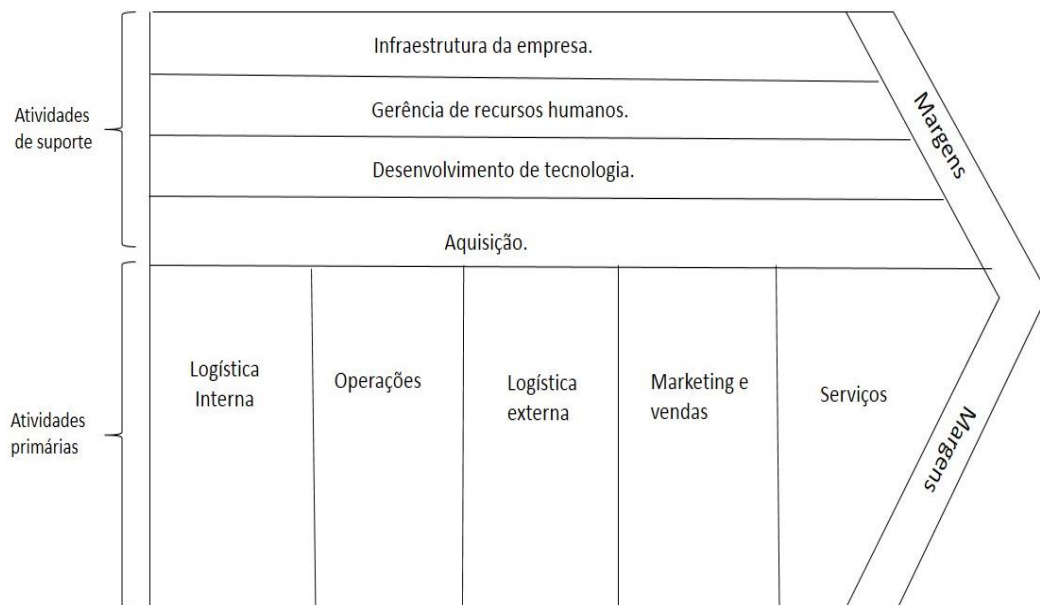 Infraestrutura da empresa.
Gerência de recursos humanos.
Desenvolvimento de tecnologia.
Aquisição.
Atividades
de suporte
Margens
Logística
Interna
Operações
Logística
externa
Marketing e
vendas
Serviços
Atividades
primárias
Margens